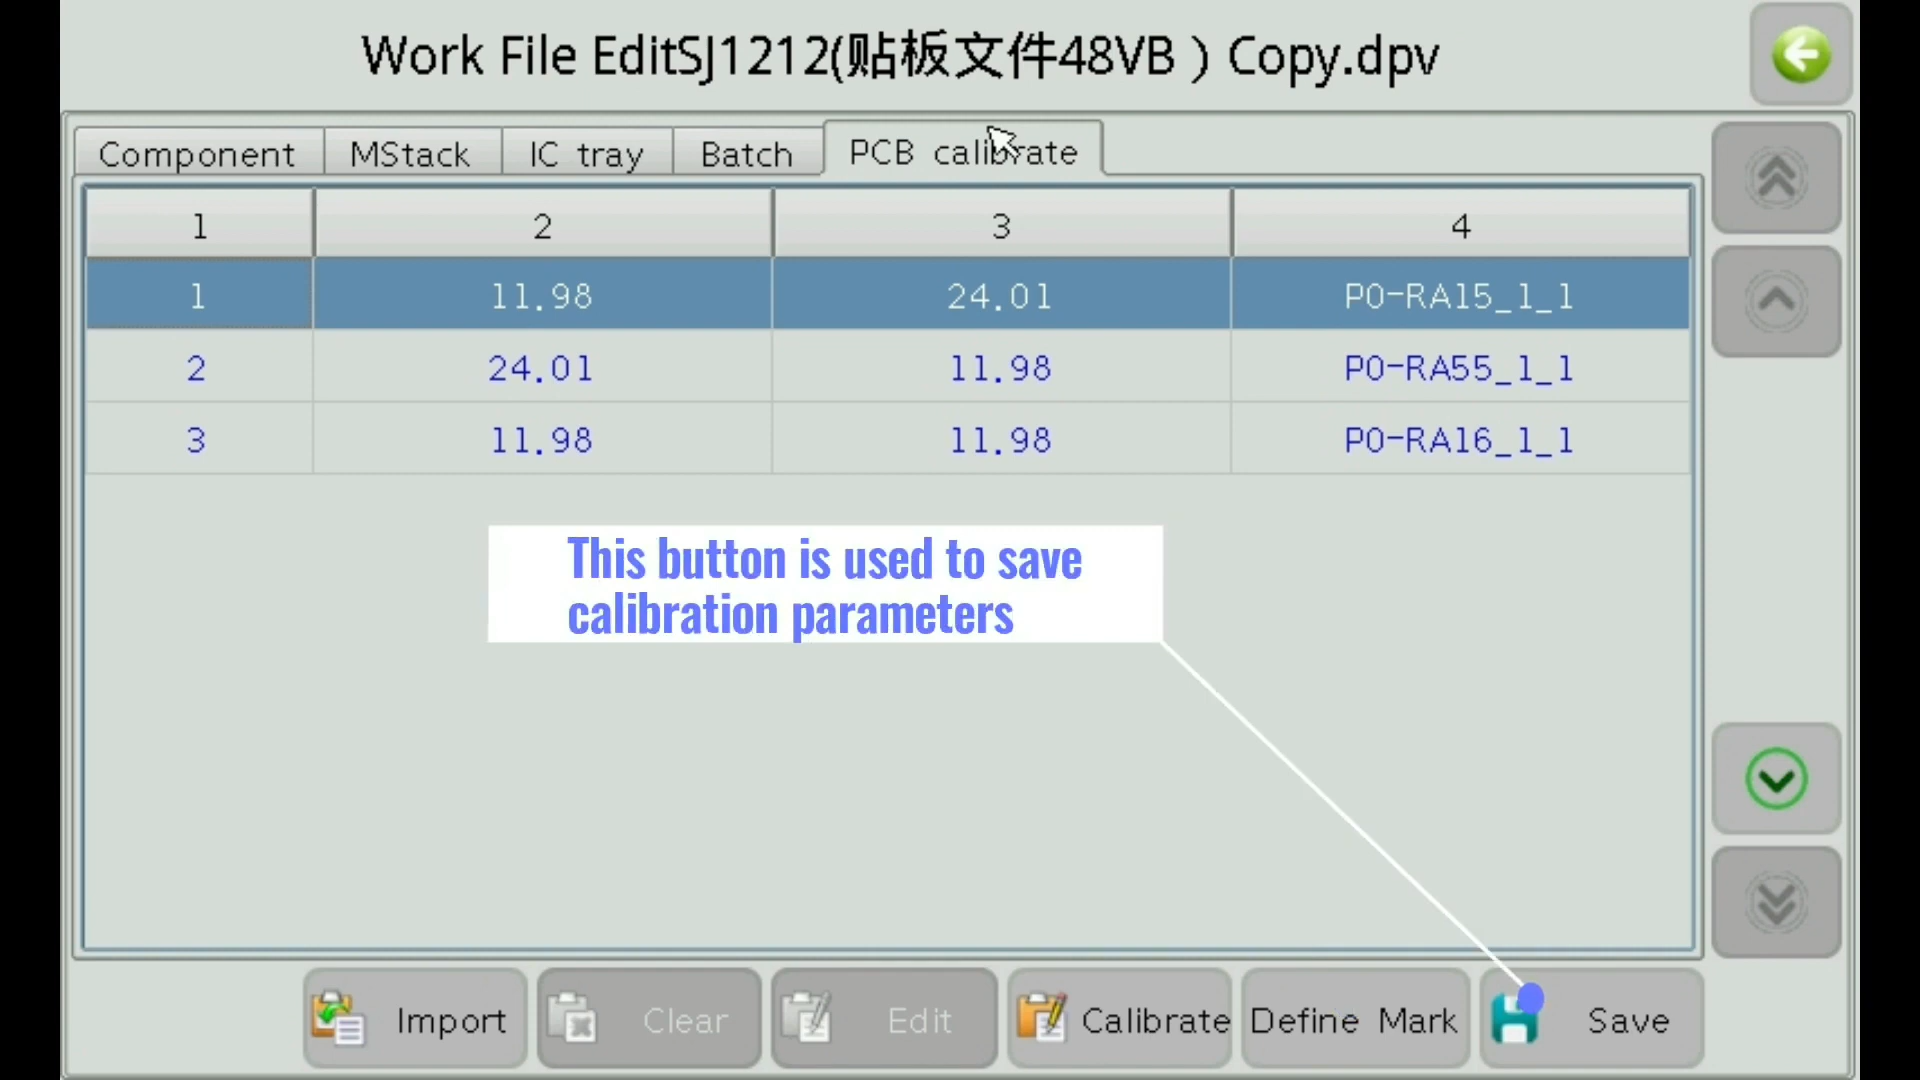 Work File EditSJ1212(贴板文件48VB ) Copy.dpv
Component MStack IC tray Batch PCB calibrate
1 2 3 4
1 11.98 24.01 P0-RA15_1_1
2 24.01 11.98 P0-RA55_1_1
3 11.98 11.98 P0-RA16_1_1
This button is used to save
calibration parameters
Import Clear Edit Calibrate Define Mark Save